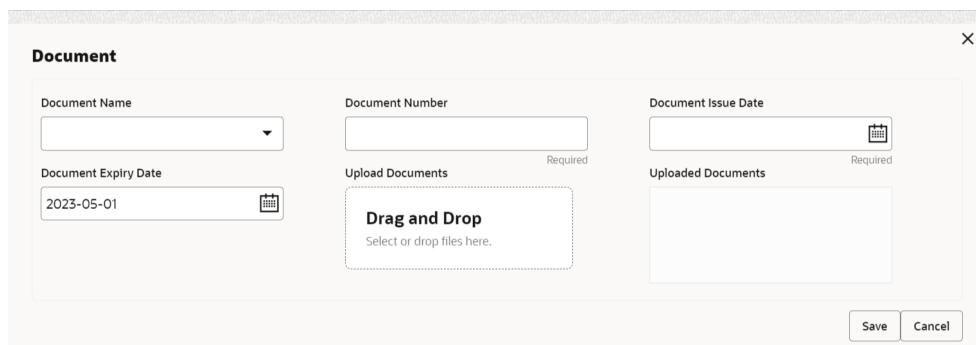 Document
Document Name
Document Number
Document Issue Date
Required
Required
Document Expiry Date
Upload Documents
Uploaded Documents
2023-05-01
Drag and Drop
Select or drop files here.
Save
Cancel